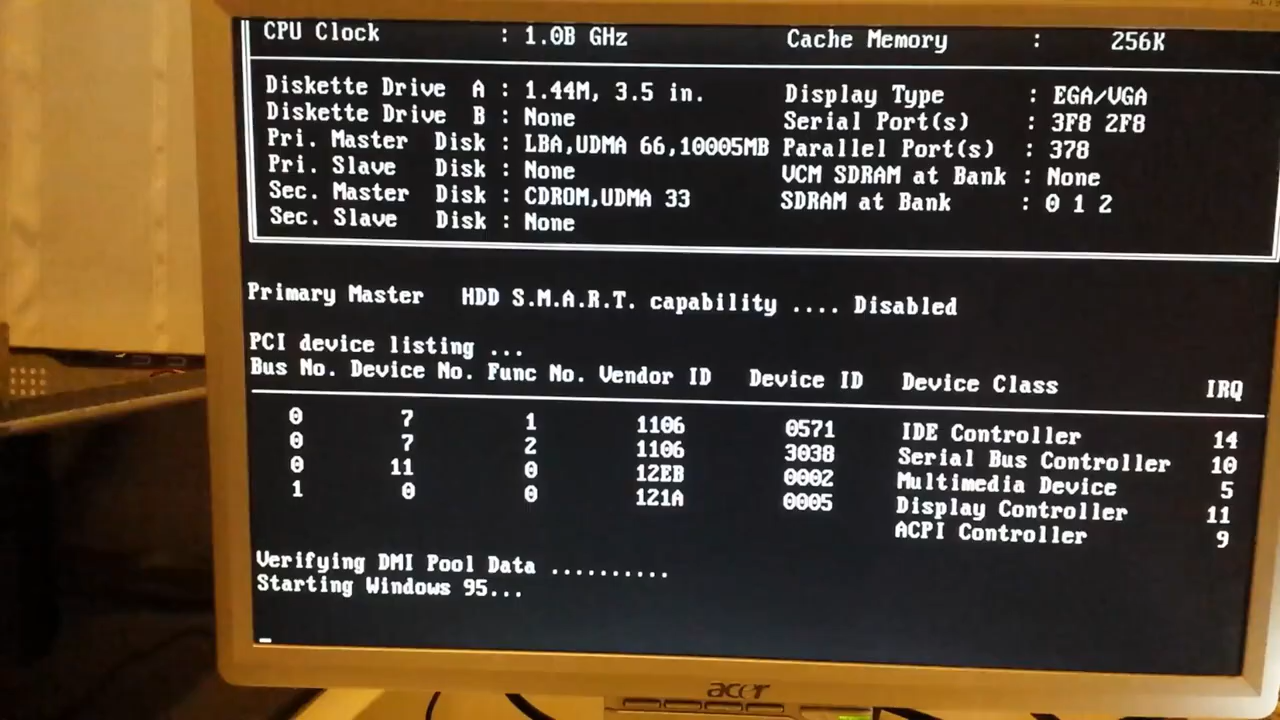 CPU Clock : 1.0B GHz Cache Memory : 256K
Diskette Drive A : 1.44M, 3.5 in. Display Type : EGA/VGA
Diskette Drive B : None Serial Port(s) : 3F8 2F8
Pri. Master Disk : LBA,UDMA 66,10005MB Parallel Port(s) : 378
Pri. Slave Disk : None VCM SDRAM at Bank : None
Sec. Master Disk : CDROM,UDMA 33 SDRAM at Bank : 0 1 2
Sec. Slave Disk : None
Primary Master HDD S.M.A.R.T. capability .... Disabled
PCI device listing ...
Bus No. Device No. Func No. Vendor ID Device ID Device Class IRQ
0 7 1 1106 0571 IDE Controller 14
0 7 2 1106 3038 Serial Bus Controller 10
0 11 0 12EB 0002 Multimedia Device 5
1 0 0 121A 0005 Display Controller 11
ACPI Controller 9
Verifying DMI Pool Data ..........
Starting Windows 95...
acer